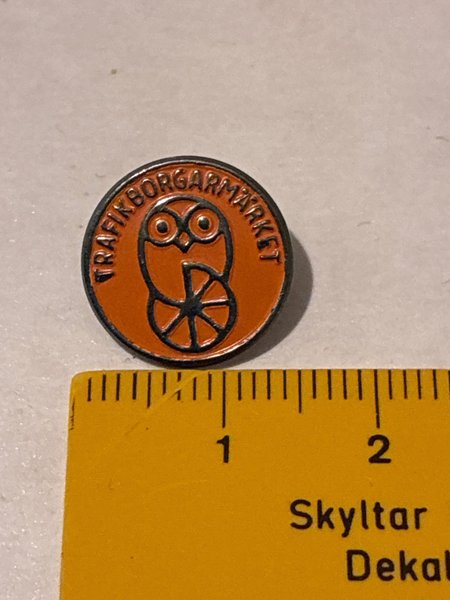 TRAFIKBORGARMÄRKET
1 2
Skyltar
Dekal